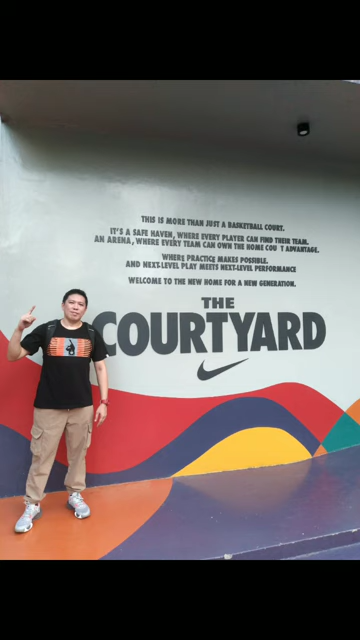 THIS IS MORE THAN JUST A BASKETBALL COURT.
IT'S A SAFE HAVEN, WHERE EVERY PLAYER CAN FIND THEIR TEAM.
AN ARENA, WHERE EVERY TEAM CAN OWN THE HOME COU T ADVANTAGE.
WHERE PRACTICE MAKES POSSIBLE.
AND NEXT-LEVEL PLAY MEETS NEXT-LEVEL PERFORMANCE
WELCOME TO THE NEW HOME FOR A NEW GENERATION.
THE
COURTYARD